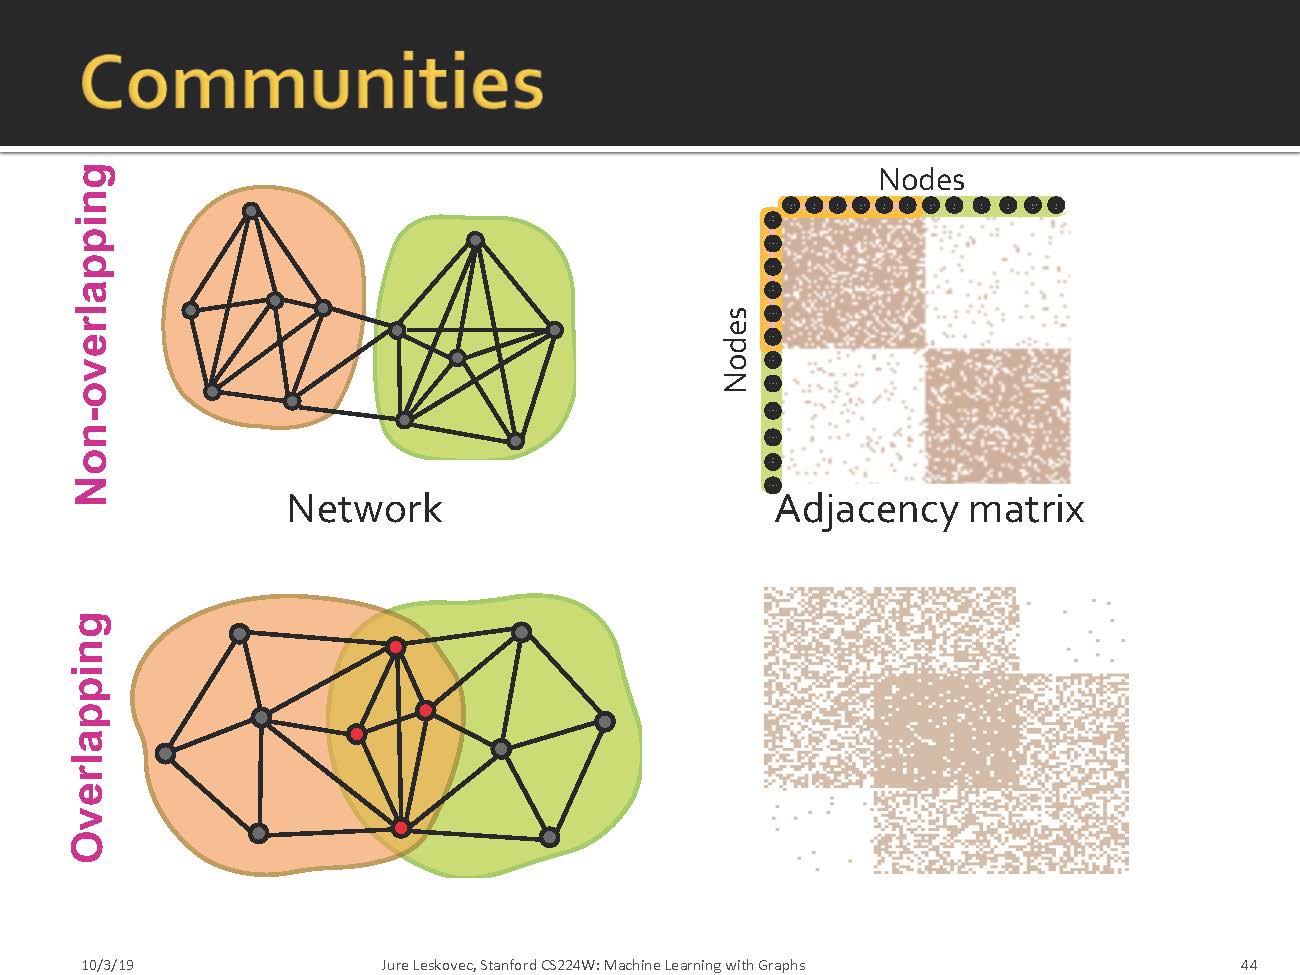 Communities
Non-overlapping
Nodes
Nodes
Network
Adjacency matrix
Overlapping
10/3/19
Jure Leskovec, Stanford CS224W: Machine Learning with Graphs
44